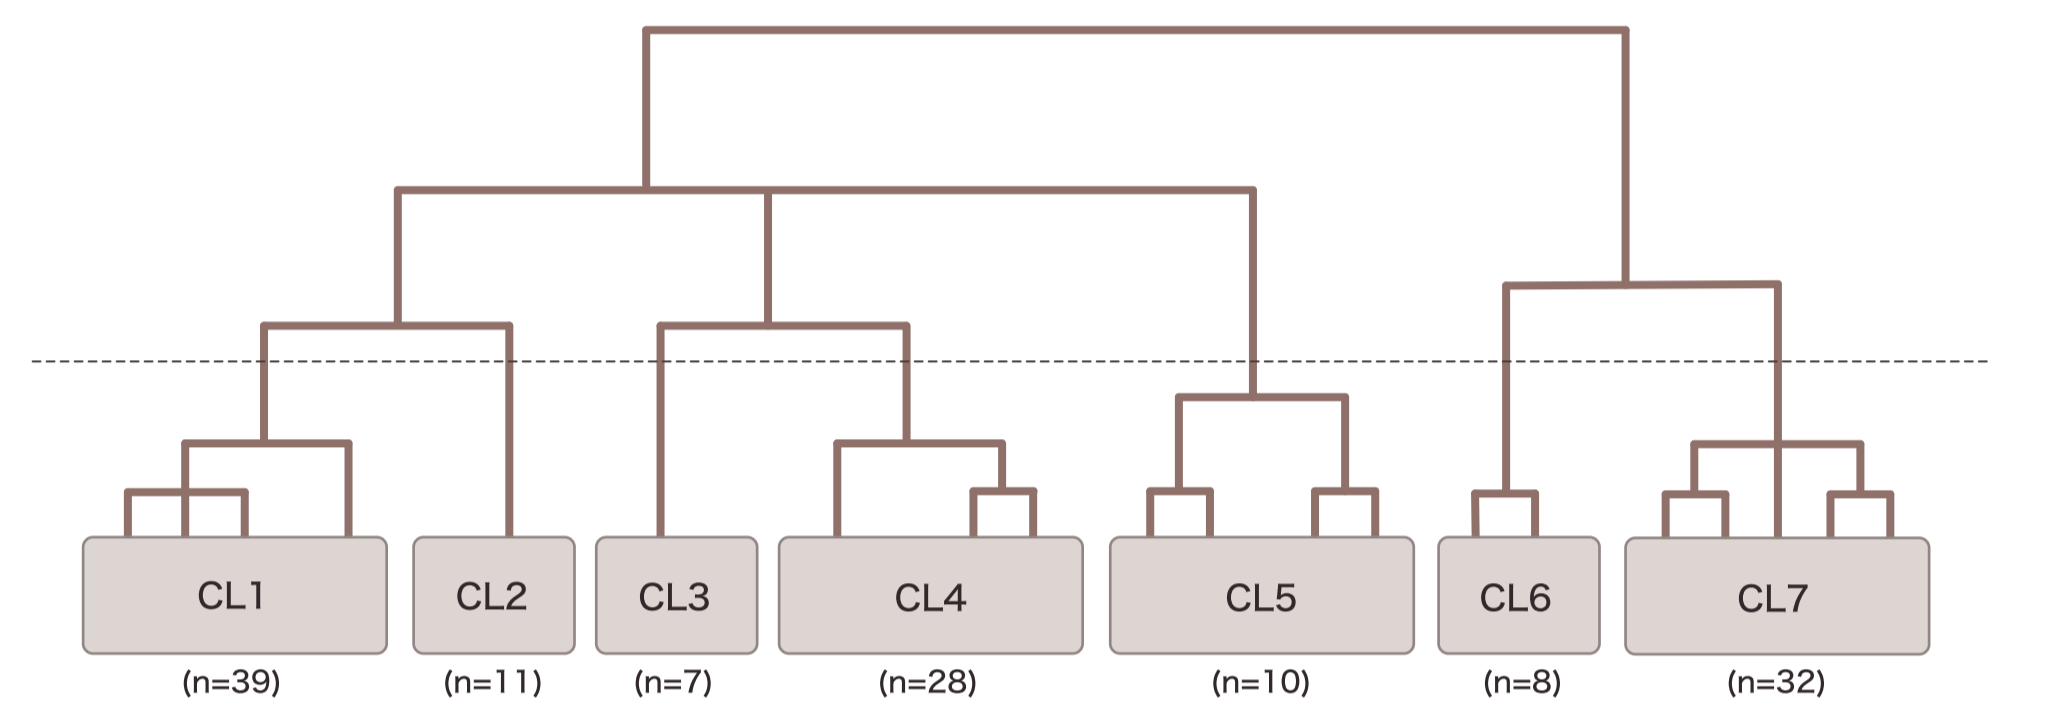 CL1 CL2 CL3 CL4 CL5 CL6 CL7
(n=39) (n=11) (n=7) (n=28) (n=10) (n=8) (n=32)